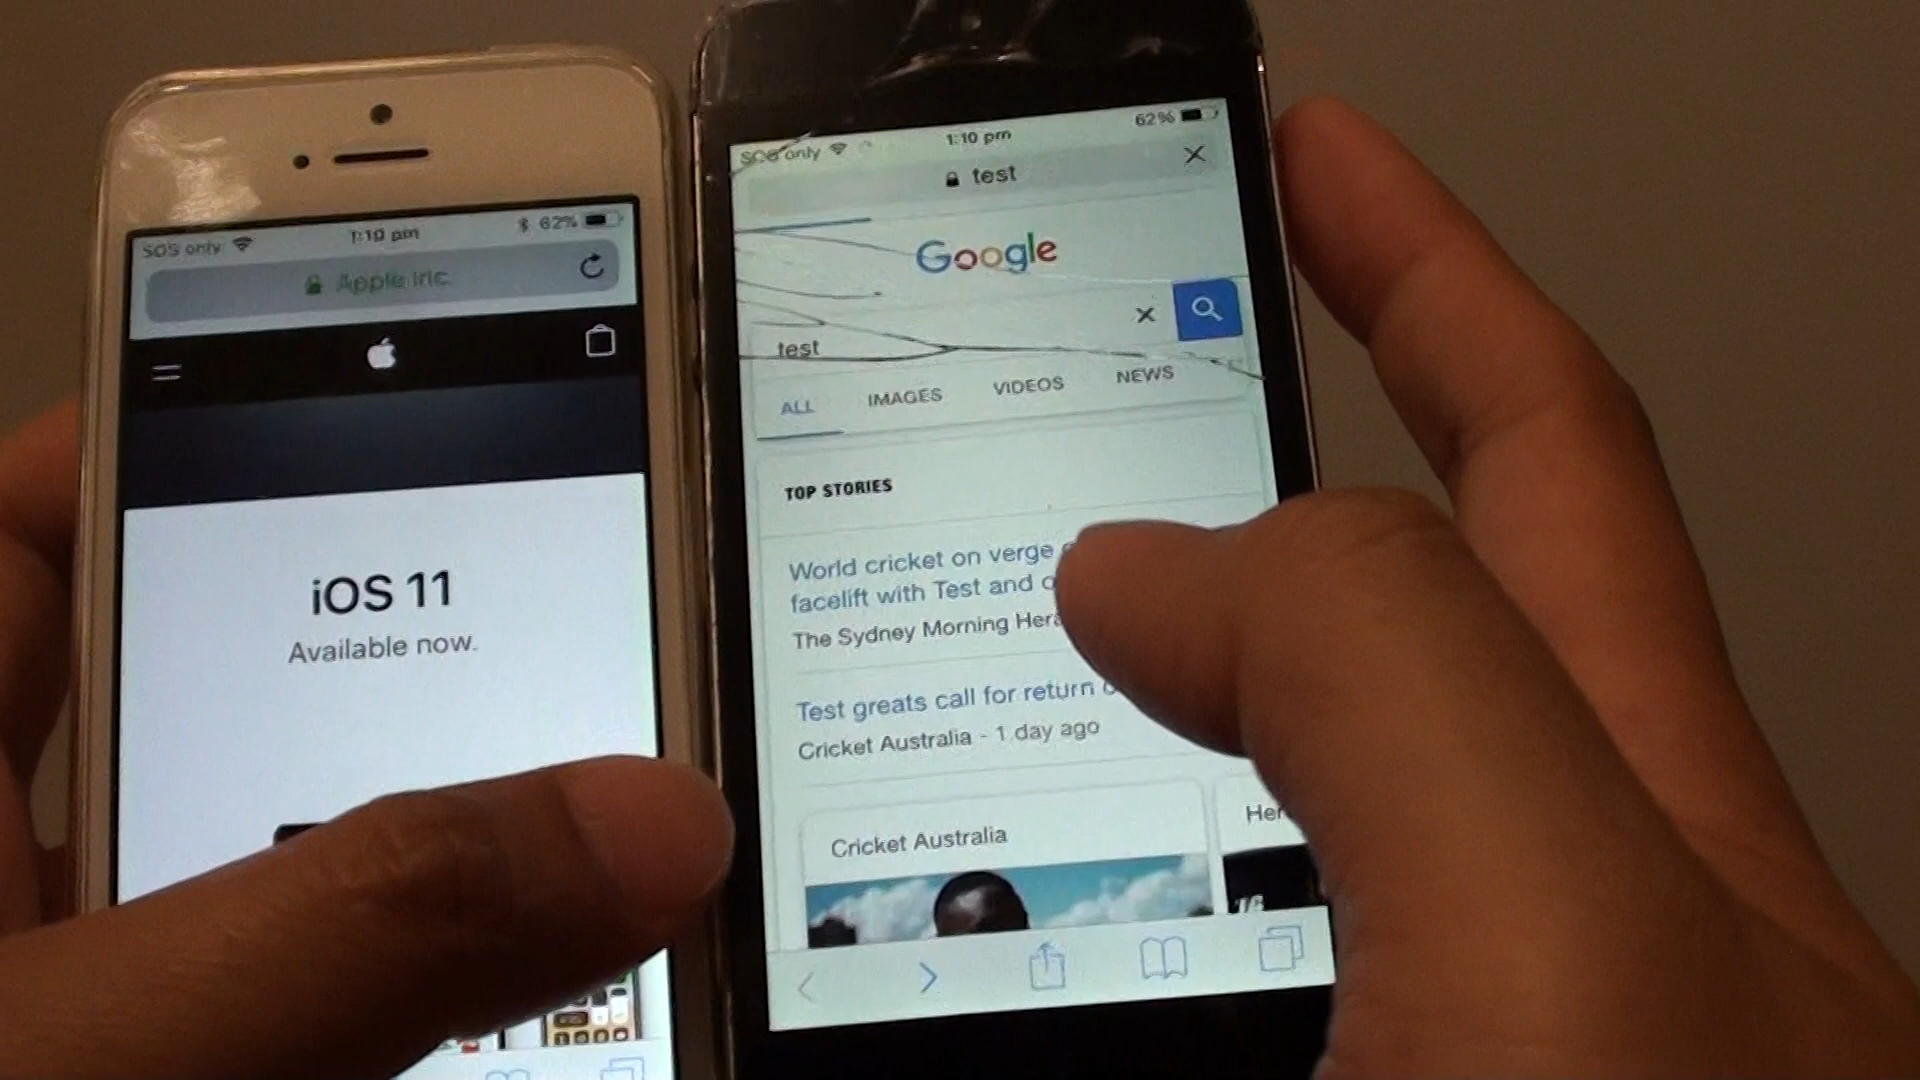 SOS only
1:10 pm
62%
Apple Inc.
iOS 11
Available now.
SOS only
1:10 pm
62%
test
Google
test
ALL IMAGES VIDEOS NEWS
TOP STORIES
World cricket on verge
facelift with Test and
The Sydney Morning
Test greats call for return
Cricket Australia - 1 day ago
Cricket Australia